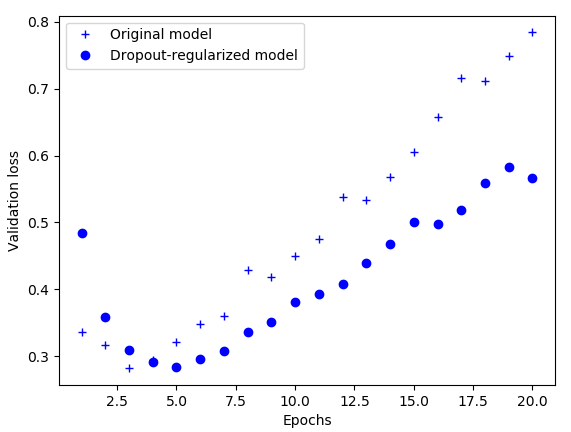 Original model
Dropout-regularized model
0.8
0.7
0.6
0.5
0.4
0.3
Validation loss
2.5 5.0 7.5 10.0 12.5 15.0 17.5 20.0
Epochs